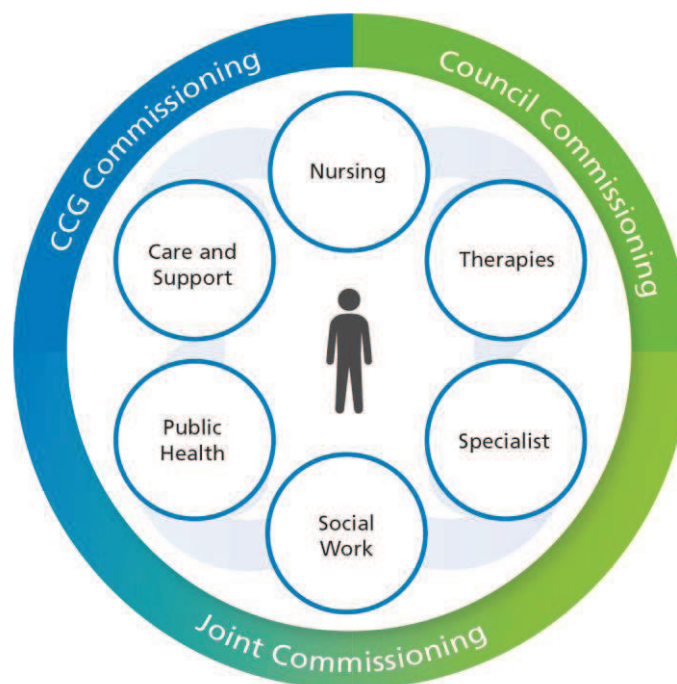 CCG Commissioning
Council Commissioning
Nursing
Care and
Support
Therapies
Public
Health
Specialist
Social
Work
Joint Commissioning